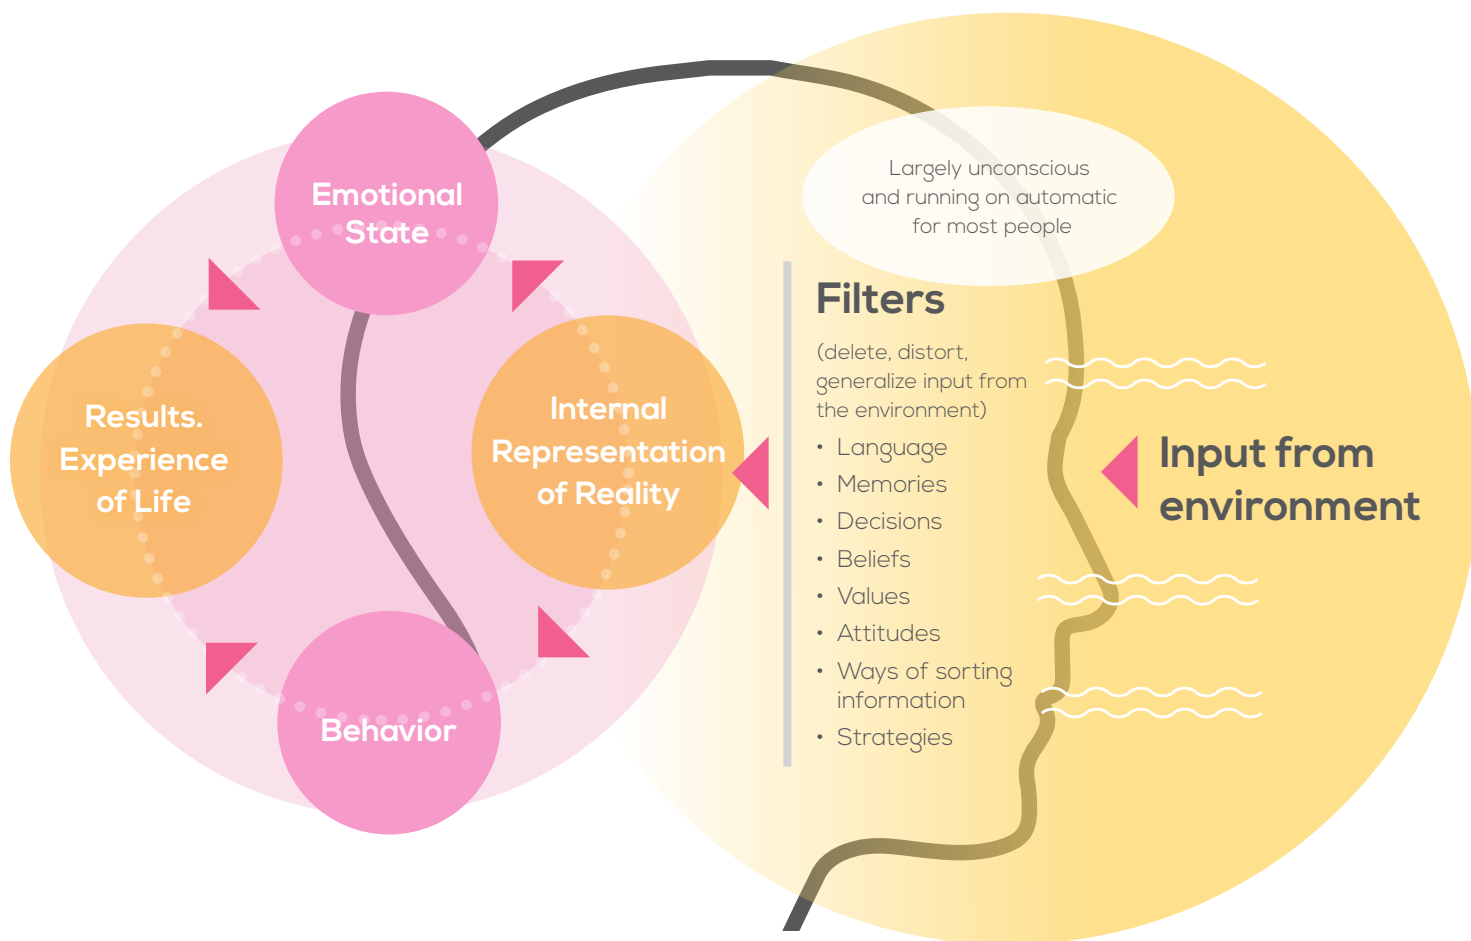 Emotional
State
Results.
Experience
of Life
Internal
Representation
of Reality
Behavior
Largely unconscious
and running on automatic
for most people
Filters
(delete, distort,
generalize input from
the environment)
• Language
• Memories
• Decisions
• Beliefs
• Values
• Attitudes
• Ways of sorting
information
• Strategies
Input from
environment